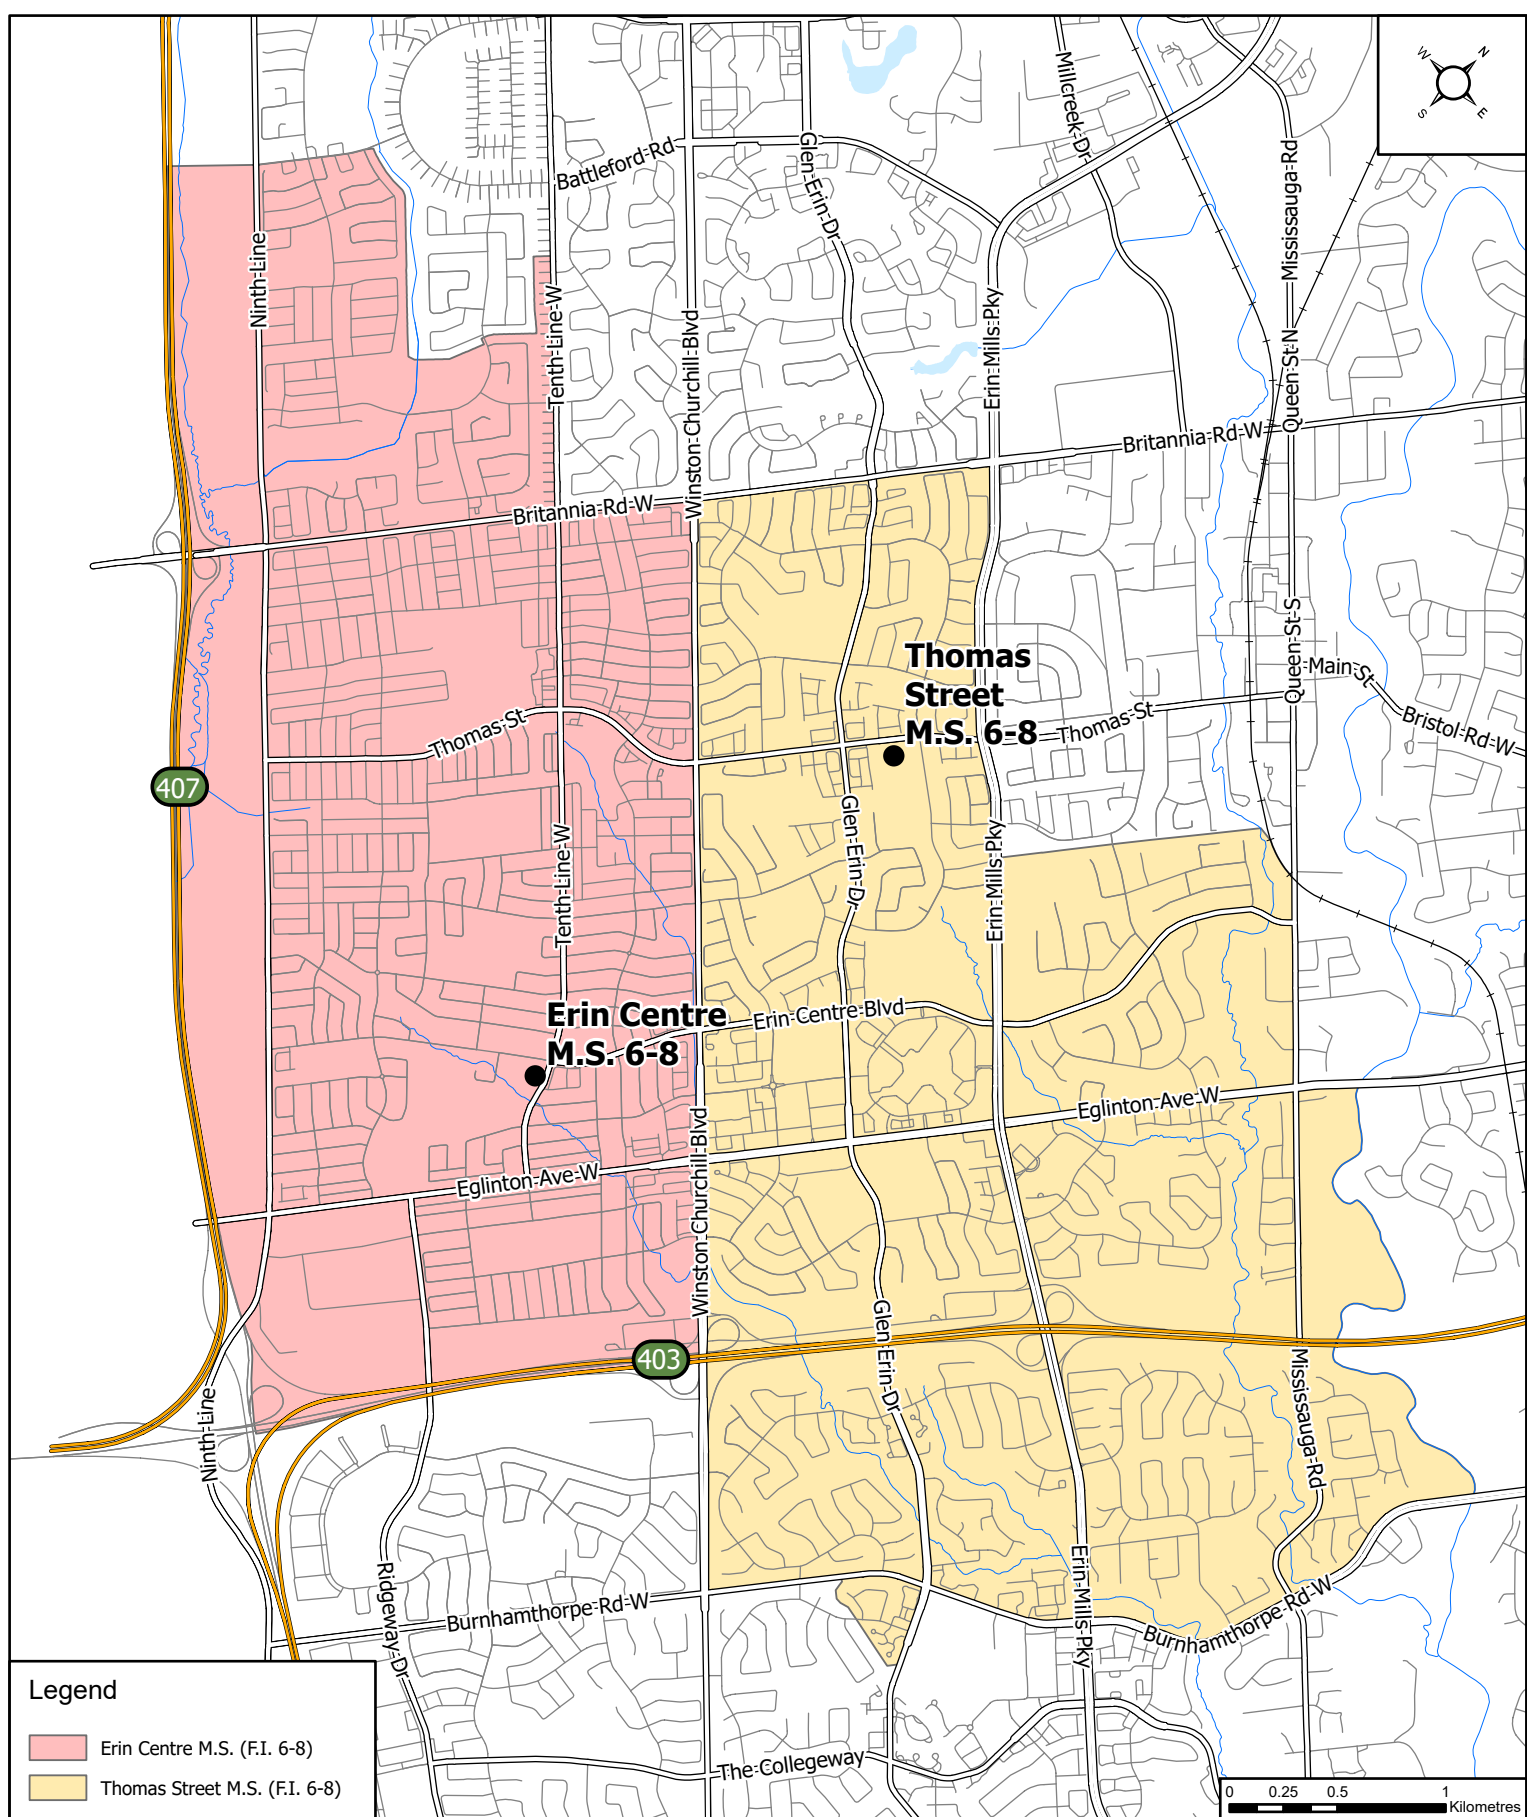 W
N
S
E
Millcreek-Dr
Battleford-Rd
Glen-Erin-Dr
Mississauga-Rd
Ninth-Line
Tenth-Line-W
Winston-Churchill-Blvd
Erin-Mills-Pky
Queen-St-N
Britannia-Rd-W
Britannia-Rd-W
Thomas
Street
M.S. 6-8
Queen-St-S
Main-St
Thomas-St
Thomas-St
Bristol-Rd-W
407
Glen-Erin-Dr
Tenth-Line-W
Erin-Mills-Pky
Erin Centre
M.S. 6-8
Erin-Centre-Blvd
Eglinton-Ave-W
Eglinton-Ave-W
Winston-Churchill-Blvd
Glen-Erin-Dr
403
Ninth-Line
Mississauga-Rd
Ridgeway-Dr
Burnhamthorpe-Rd-W
Erin-Mills-Pky
Burnhamthorpe-Rd-W
The-Collegeway
Legend
Erin Centre M.S. (F.I. 6-8)
Thomas Street M.S. (F.I. 6-8)
0 0.25 0.5 1
Kilometres